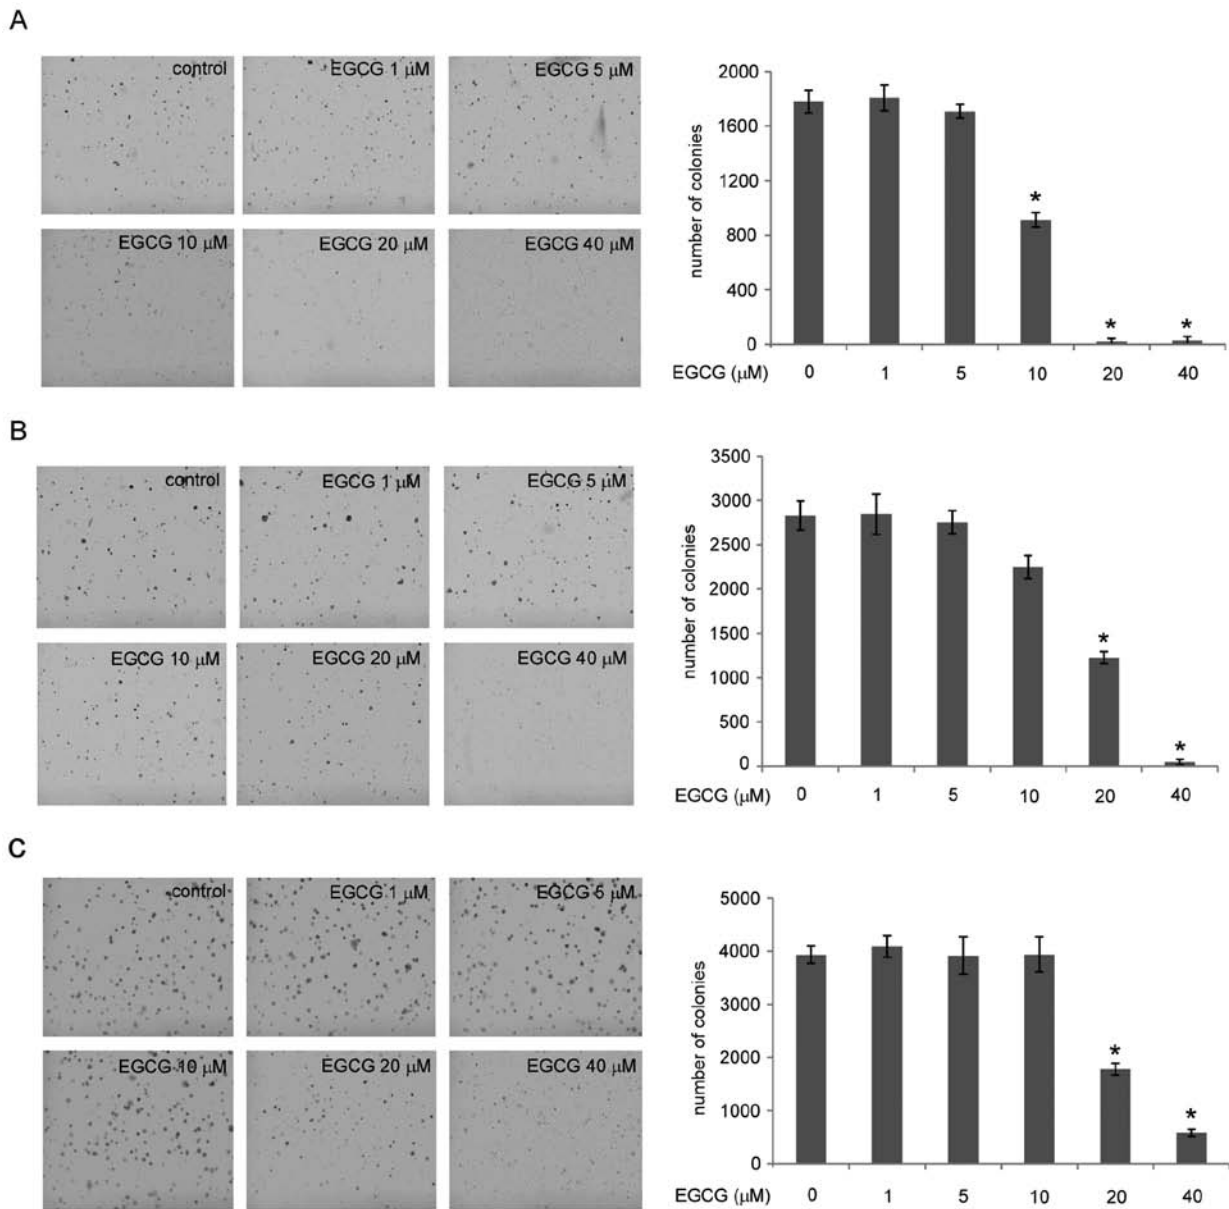 A
control
EGCG 1 μM
EGCG 5 μM
EGCG 10 μM
EGCG 20 μM
EGCG 40 μM
number of colonies
2000
1600
1200
800
400
0
*
*
*
EGCG (μM)
0 1 5 10 20 40
B
control
EGCG 1 μM
EGCG 5 μM
EGCG 10 μM
EGCG 20 μM
EGCG 40 μM
number of colonies
3500
3000
2500
2000
1500
1000
500
0
*
*
EGCG (μM)
0 1 5 10 20 40
C
control
EGCG 1 μM
EGCG 5 μM
EGCG 10 μM
EGCG 20 μM
EGCG 40 μM
number of colonies
5000
4000
3000
2000
1000
0
*
*
EGCG (μM)
0 1 5 10 20 40